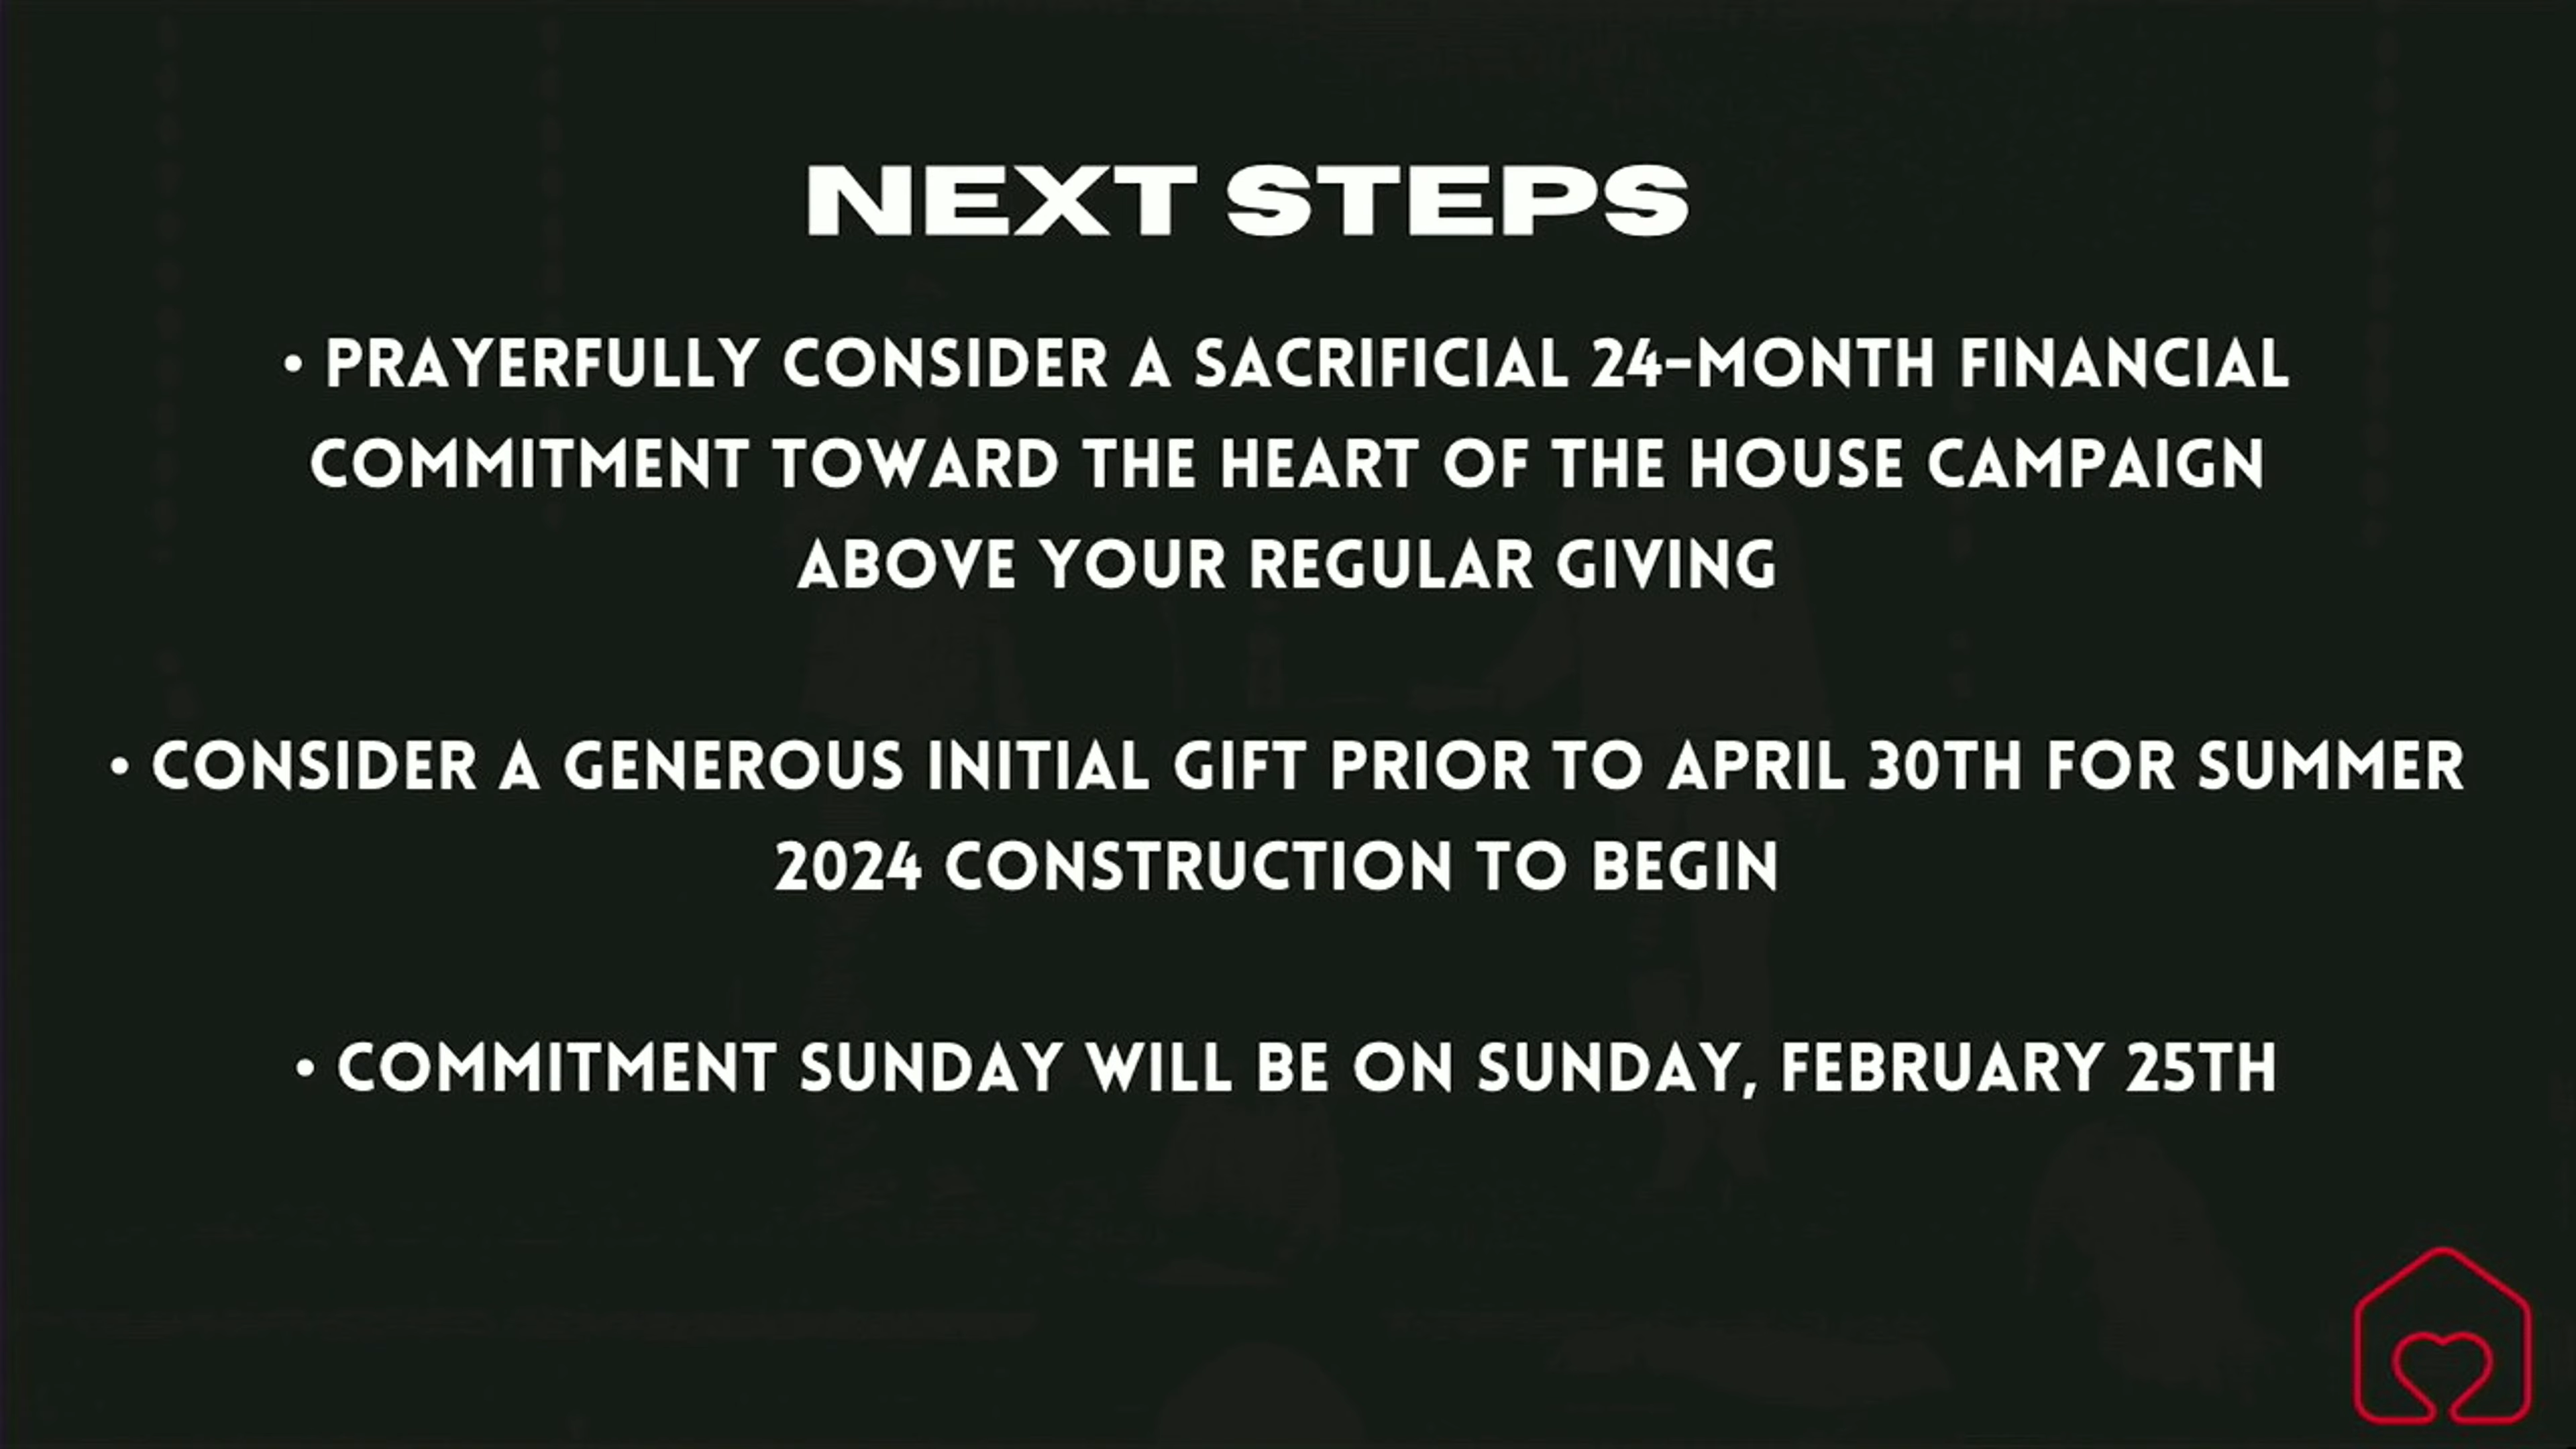 NEXT STEPS
• PRAYERFULLY CONSIDER A SACRIFICIAL 24-MONTH FINANCIAL
COMMITMENT TOWARD THE HEART OF THE HOUSE CAMPAIGN
ABOVE YOUR REGULAR GIVING
• CONSIDER A GENEROUS INITIAL GIFT PRIOR TO APRIL 30TH FOR SUMMER
2024 CONSTRUCTION TO BEGIN
• COMMITMENT SUNDAY WILL BE ON SUNDAY, FEBRUARY 25TH